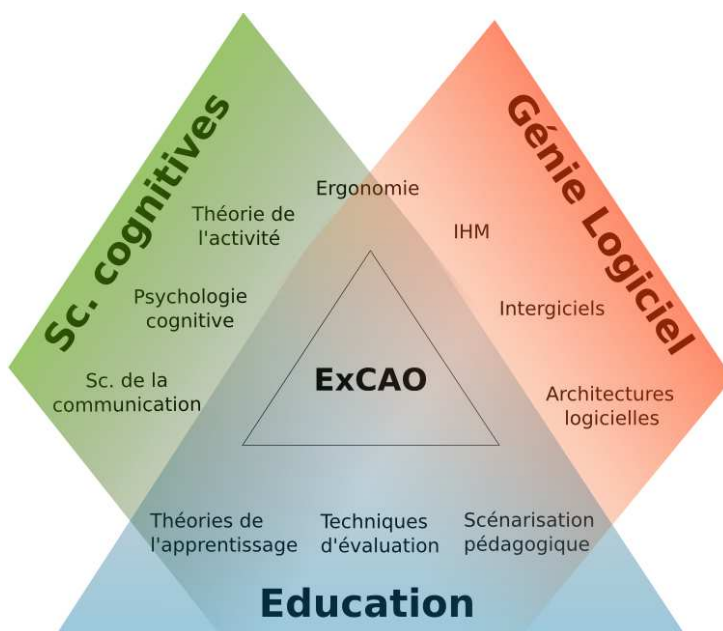 Sc. cognitives
Génie Logiciel
Ergonomie
Théorie de
l'activité
IHM
Psychologie
cognitive
Intergiciels
ExCAO
Sc. de la
communication
Architectures
logicielles
Théories de
l'apprentissage
Techniques
d'évaluation
Scénarisation
pédagogique
Education